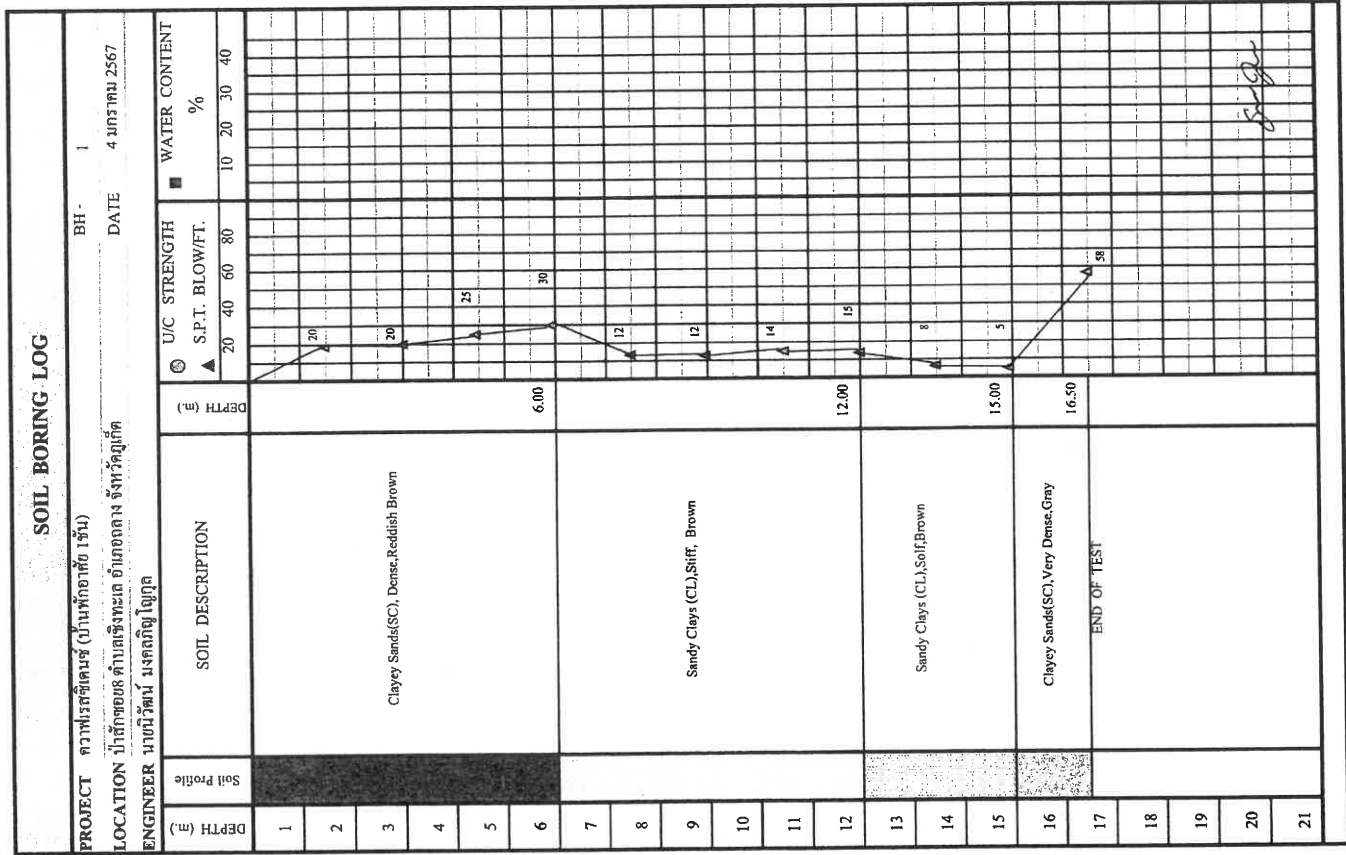 SOIL BORING LOG
PROJECT ควาฟเรสซิเดนซ์ (บ้านพักอาศัย 1ชั้น) BH - 1
LOCATION ป่าสักซอย8 ตำบลเชิงทะเล อำเภอถลาง จังหวัดภูเก็ต DATE 4 มกราคม 2567
ENGINEER นายนิวัฒน์ มงคลภิญโญกุล
DEPTH (m.) Soil Profile SOIL DESCRIPTION DEPTH (m.) U/C STRENGTH WATER CONTENT
S.P.T. BLOW/FT. %
20 40 60 80 10 20 30 40
1
2 20
3 20
4
5 Clayey Sands(SC), Dense,Reddish Brown 25
6 6.00 30
7
8 12
9 Sandy Clays (CL),Stiff, Brown 12
10
11 14
12 12.00 15
13
14 Sandy Clays (CL),Solf,Brown 8
15 15.00 5
16 Clayey Sands(SC),Very Dense,Gray 16.50
17 END OF TEST 58
18
19
20
21